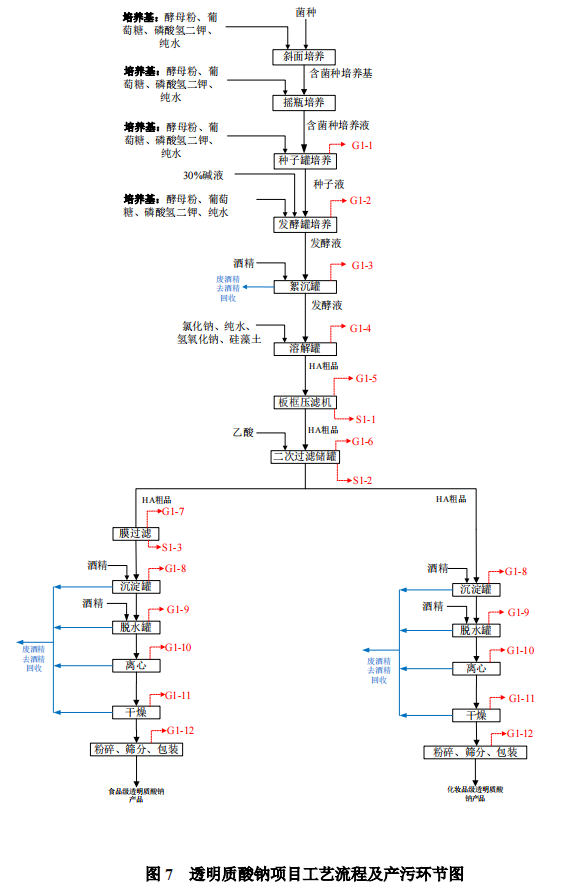 菌种
培养基：酵母粉、葡
萄糖、磷酸氢二钾、
纯水
斜面培养
含菌种培养基
培养基：酵母粉、葡
萄糖、磷酸氢二钾、
纯水
摇瓶培养
含菌种培养液
培养基：酵母粉、葡
萄糖、磷酸氢二钾、
纯水
G1-1
种子罐培养
30%碱液
种子液
培养基：酵母粉、葡萄
糖、磷酸氢二钾、纯水
G1-2
发酵罐培养
发酵液
酒精
G1-3
废酒精
去酒精
回收
絮沉罐
发酵液
氯化钠、纯水、
氢氧化钠、硅藻土
G1-4
溶解罐
HA粗品
G1-5
板框压滤机
S1-1
HA粗品
乙酸
G1-6
二次过滤储罐
S1-2
HA粗品
G1-7
膜过滤
S1-3
酒精
G1-8
沉淀罐
酒精
G1-9
脱水罐
废酒精
去酒精
回收
G1-10
离心
G1-11
干燥
G1-12
粉碎、筛分、包装
食品级透明质酸钠
产品
HA粗品
酒精
G1-8
沉淀罐
酒精
G1-9
脱水罐
废酒精
去酒精
回收
G1-10
离心
G1-11
干燥
G1-12
粉碎、筛分、包装
化妆品级透明质酸
钠产品
图 7 透明质酸钠项目工艺流程及产污环节图